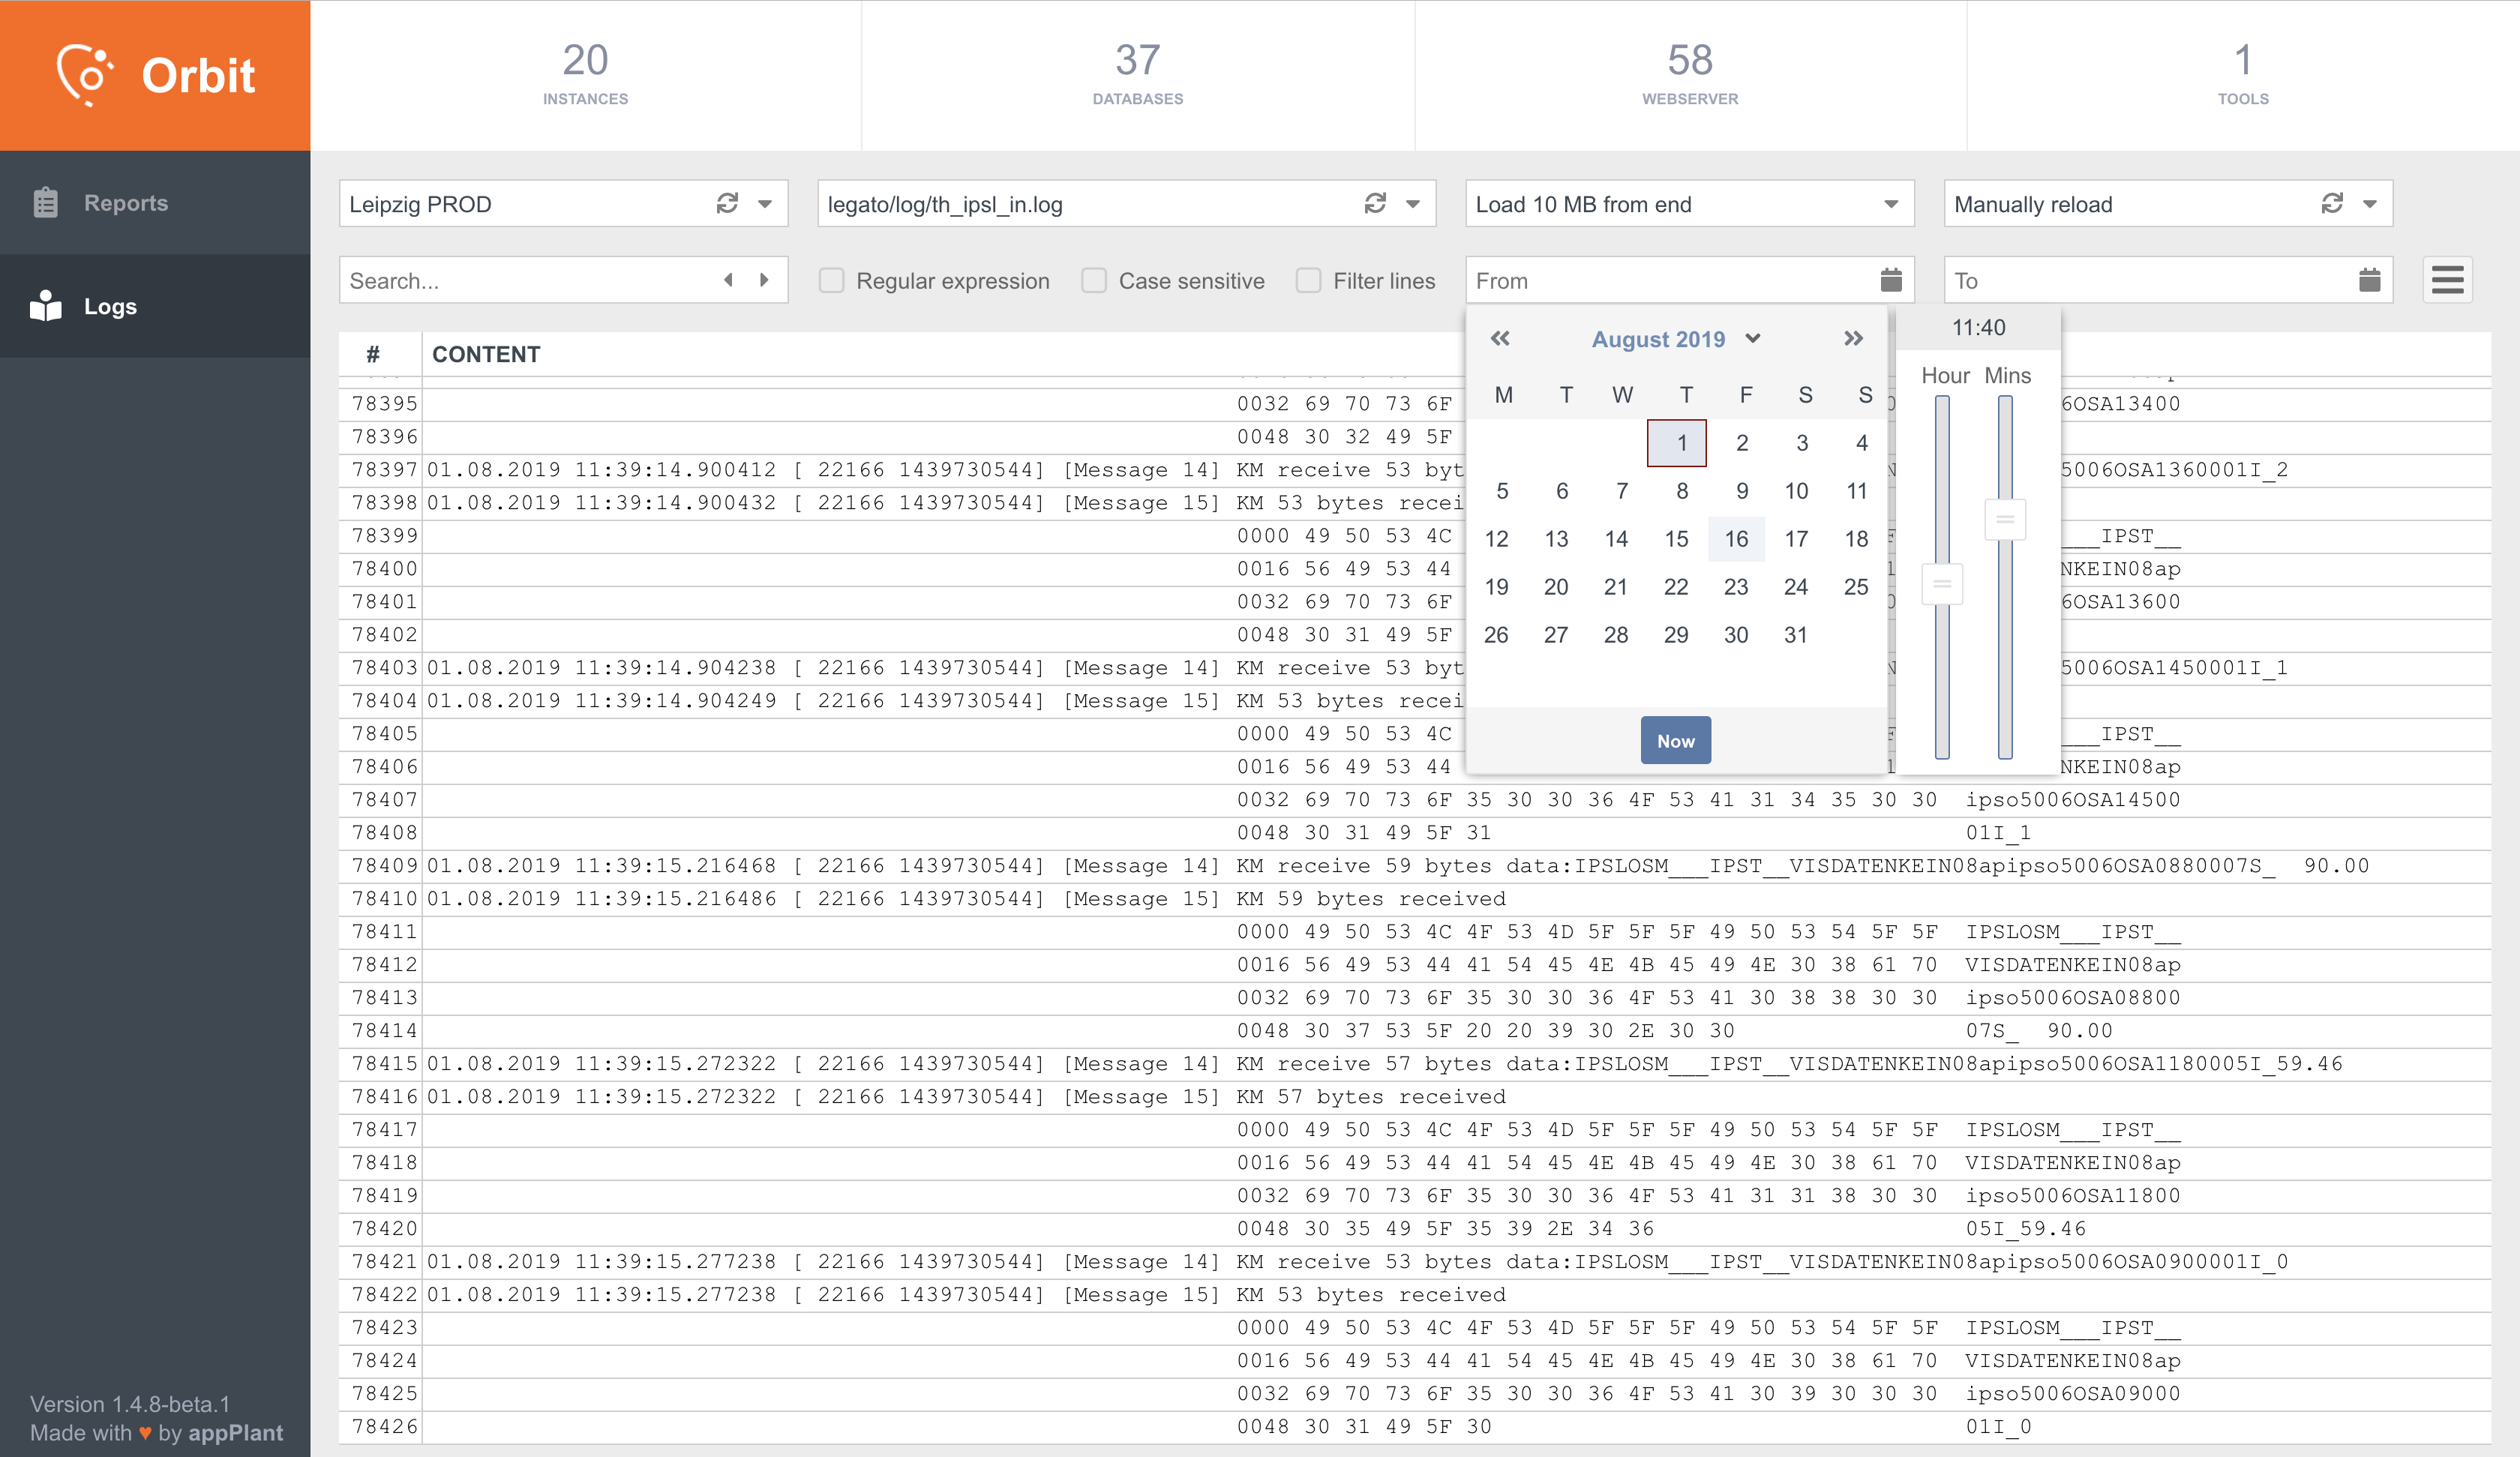 Orbit
20
INSTANCES
37
DATABASES
58
WEBSERVER
1
TOOLS
Reports
Logs
Leipzig PROD
legato/log/th_ipsl_in.log
Load 10 MB from end
Manually reload
Search...
Regular expression
Case sensitive
Filter lines
From
To
# CONTENT
August 2019
M T W T F S S
1 2 3 4
5 6 7 8 9 10 11
12 13 14 15 16 17 18
19 20 21 22 23 24 25
26 27 28 29 30 31
Now
11:40
Hour Mins
78395 0032 69 70 73 6F 6OSA13400
78396 0048 30 32 49 5F
78397 01.08.2019 11:39:14.900412 [ 22166 1439730544] [Message 14] KM receive 53 byt 5006OSA1360001I_2
78398 01.08.2019 11:39:14.900432 [ 22166 1439730544] [Message 15] KM 53 bytes recei
78399 0000 49 50 53 4C ___IPST__
78400 0016 56 49 53 44 NKEIN08ap
78401 0032 69 70 73 6F 6OSA13600
78402 0048 30 31 49 5F
78403 01.08.2019 11:39:14.904238 [ 22166 1439730544] [Message 14] KM receive 53 byt 5006OSA1450001I_1
78404 01.08.2019 11:39:14.904249 [ 22166 1439730544] [Message 15] KM 53 bytes recei
78405 0000 49 50 53 4C ___IPST__
78406 0016 56 49 53 44 NKEIN08ap
78407 0032 69 70 73 6F 35 30 30 36 4F 53 41 31 34 35 30 30 ipso5006OSA14500
78408 0048 30 31 49 5F 31 01I_1
78409 01.08.2019 11:39:15.216468 [ 22166 1439730544] [Message 14] KM receive 59 bytes data:IPSLOSM___IPST__VISDATENKEIN08apipso5006OSA0880007S_  90.00
78410 01.08.2019 11:39:15.216486 [ 22166 1439730544] [Message 15] KM 59 bytes received
78411 0000 49 50 53 4C 4F 53 4D 5F 5F 5F 49 50 53 54 5F 5F IPSLOSM___IPST__
78412 0016 56 49 53 44 41 54 45 4E 4B 45 49 4E 30 38 61 70 VISDATENKEIN08ap
78413 0032 69 70 73 6F 35 30 30 36 4F 53 41 30 38 38 30 30 ipso5006OSA08800
78414 0048 30 37 53 5F 20 20 39 30 2E 30 30 07S_  90.00
78415 01.08.2019 11:39:15.272322 [ 22166 1439730544] [Message 14] KM receive 57 bytes data:IPSLOSM___IPST__VISDATENKEIN08apipso5006OSA1180005I_59.46
78416 01.08.2019 11:39:15.272322 [ 22166 1439730544] [Message 15] KM 57 bytes received
78417 0000 49 50 53 4C 4F 53 4D 5F 5F 5F 49 50 53 54 5F 5F IPSLOSM___IPST__
78418 0016 56 49 53 44 41 54 45 4E 4B 45 49 4E 30 38 61 70 VISDATENKEIN08ap
78419 0032 69 70 73 6F 35 30 30 36 4F 53 41 31 31 38 30 30 ipso5006OSA11800
78420 0048 30 35 49 5F 35 39 2E 34 36 05I_59.46
78421 01.08.2019 11:39:15.277238 [ 22166 1439730544] [Message 14] KM receive 53 bytes data:IPSLOSM___IPST__VISDATENKEIN08apipso5006OSA0900001I_0
78422 01.08.2019 11:39:15.277238 [ 22166 1439730544] [Message 15] KM 53 bytes received
78423 0000 49 50 53 4C 4F 53 4D 5F 5F 5F 49 50 53 54 5F 5F IPSLOSM___IPST__
78424 0016 56 49 53 44 41 54 45 4E 4B 45 49 4E 30 38 61 70 VISDATENKEIN08ap
78425 0032 69 70 73 6F 35 30 30 36 4F 53 41 30 39 30 30 30 ipso5006OSA09000
78426 0048 30 31 49 5F 30 01I_0
Version 1.4.8-beta.1
Made with ♥ by appPlant